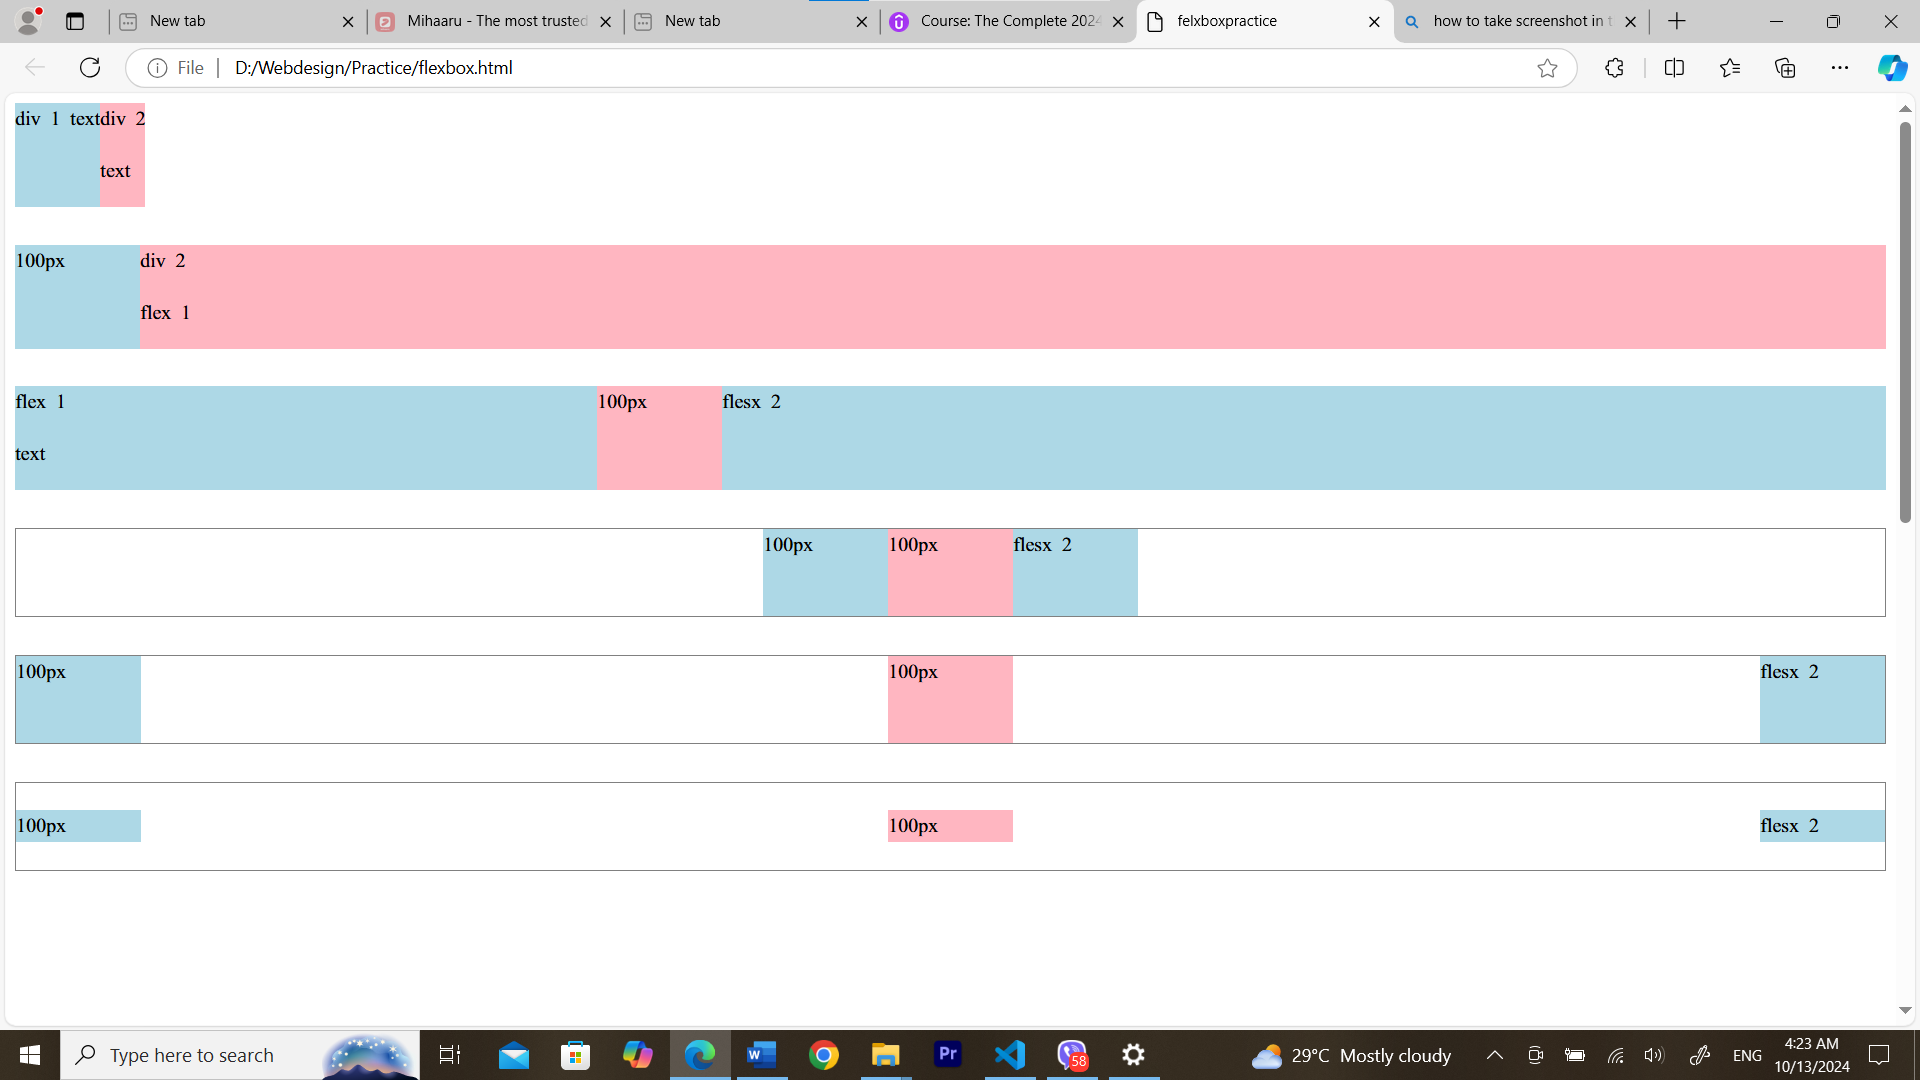 New tab
Mihaaru - The most trusted
New tab
Course: The Complete 2024
felxboxpractice
how to take screenshot in t
File
D:/Webdesign/Practice/flexbox.html
div 1 text
div 2
text
100px
div 2
flex 1
flex 1
text
100px
flesx 2
100px
100px
flesx 2
100px
100px
flesx 2
100px
100px
flesx 2
Type here to search
Pr
58
29°C Mostly cloudy
ENG
4:23 AM
10/13/2024